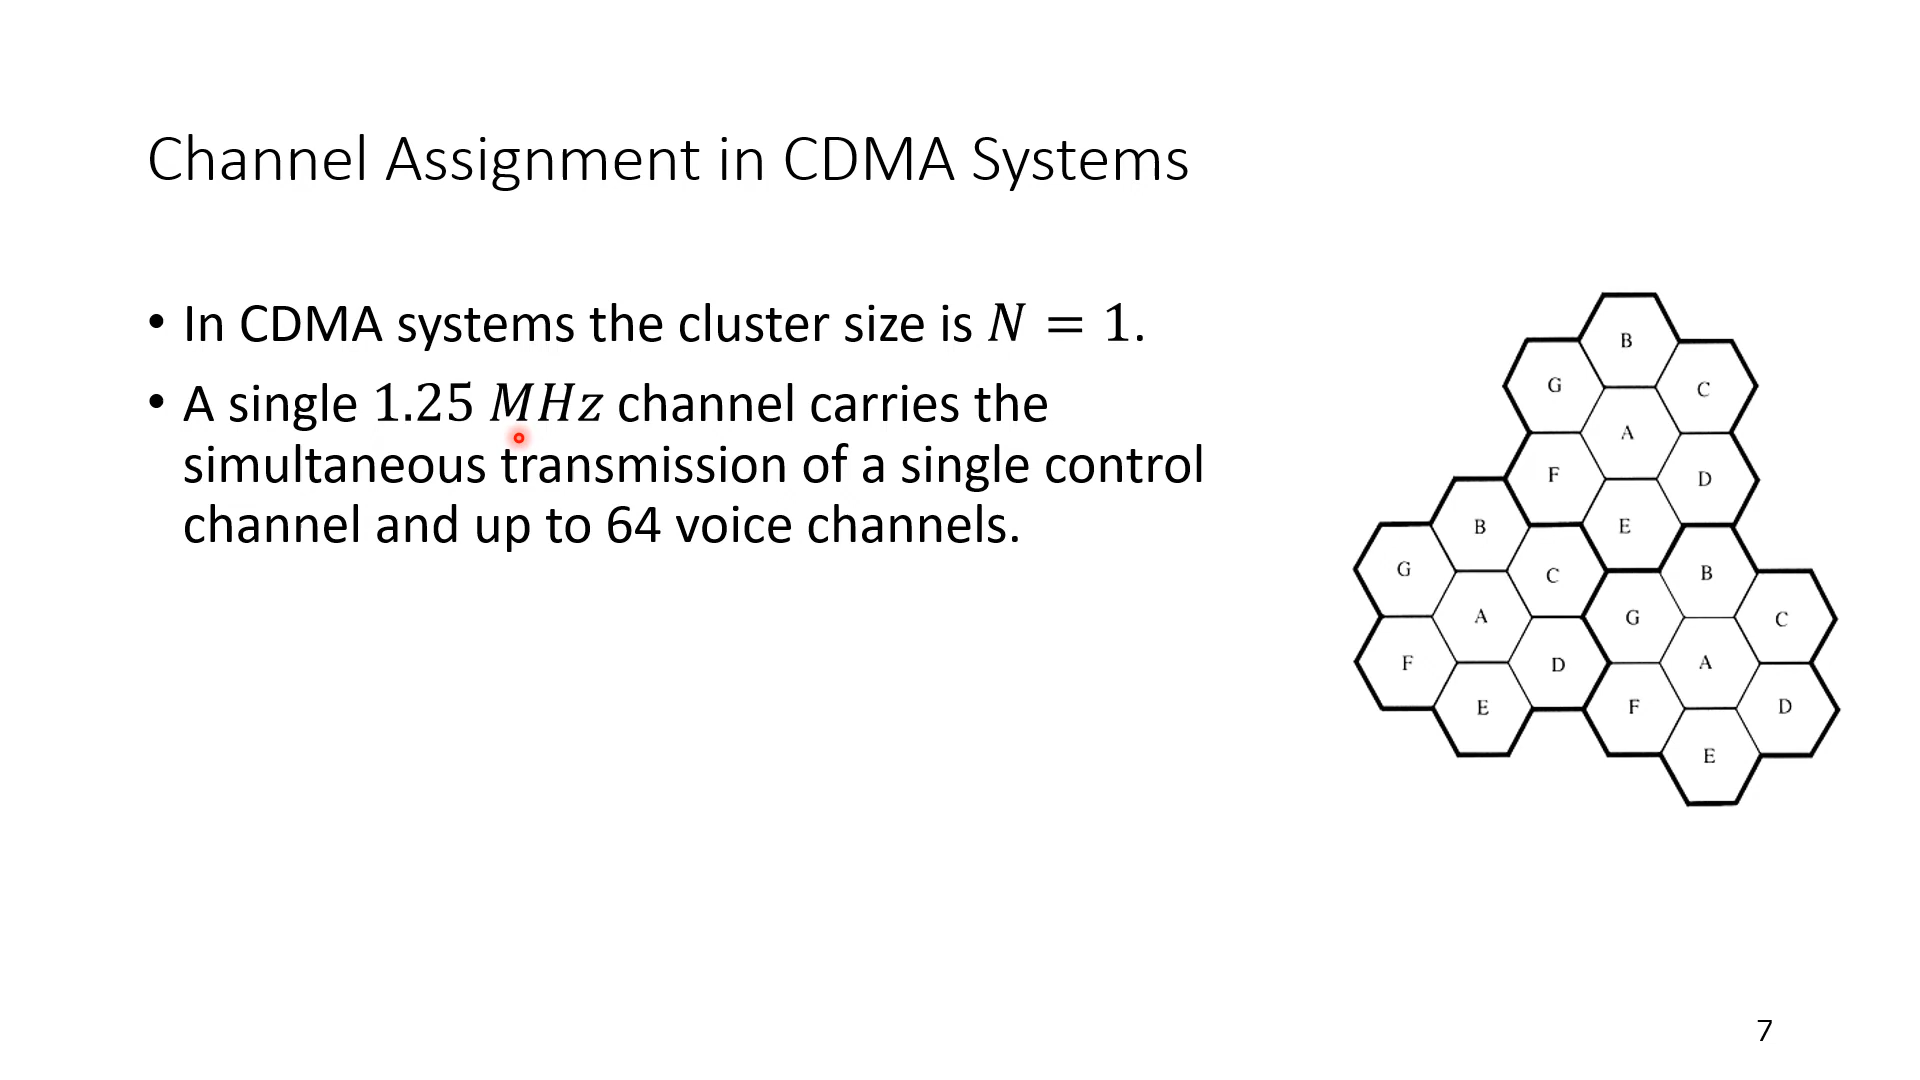 Channel Assignment in CDMA Systems
• In CDMA systems the cluster size is N = 1.
• A single 1.25 MHz channel carries the
simultaneous transmission of a single control
channel and up to 64 voice channels.
B
G
C
A
F
D
E
B
G
C
A
F
D
E
B
G
C
A
F
D
E
7